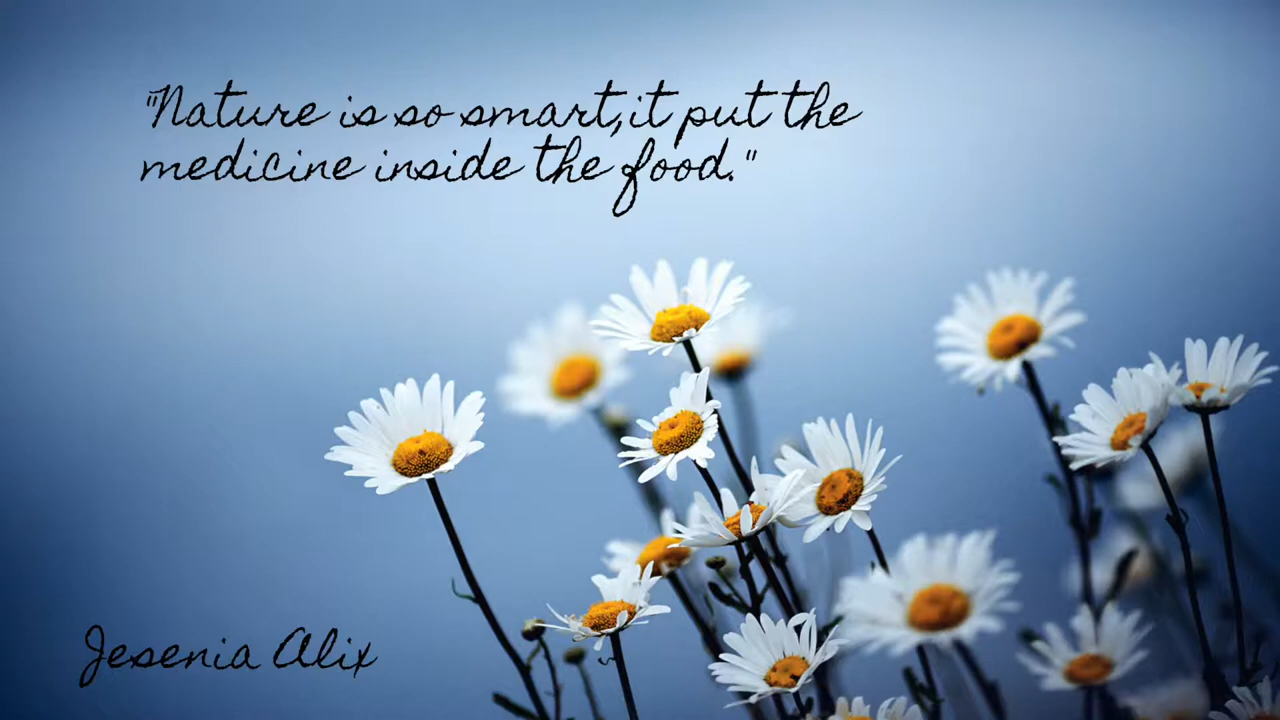 "Nature is so smart, it put the
medicine inside the food."
Jesenia Alix